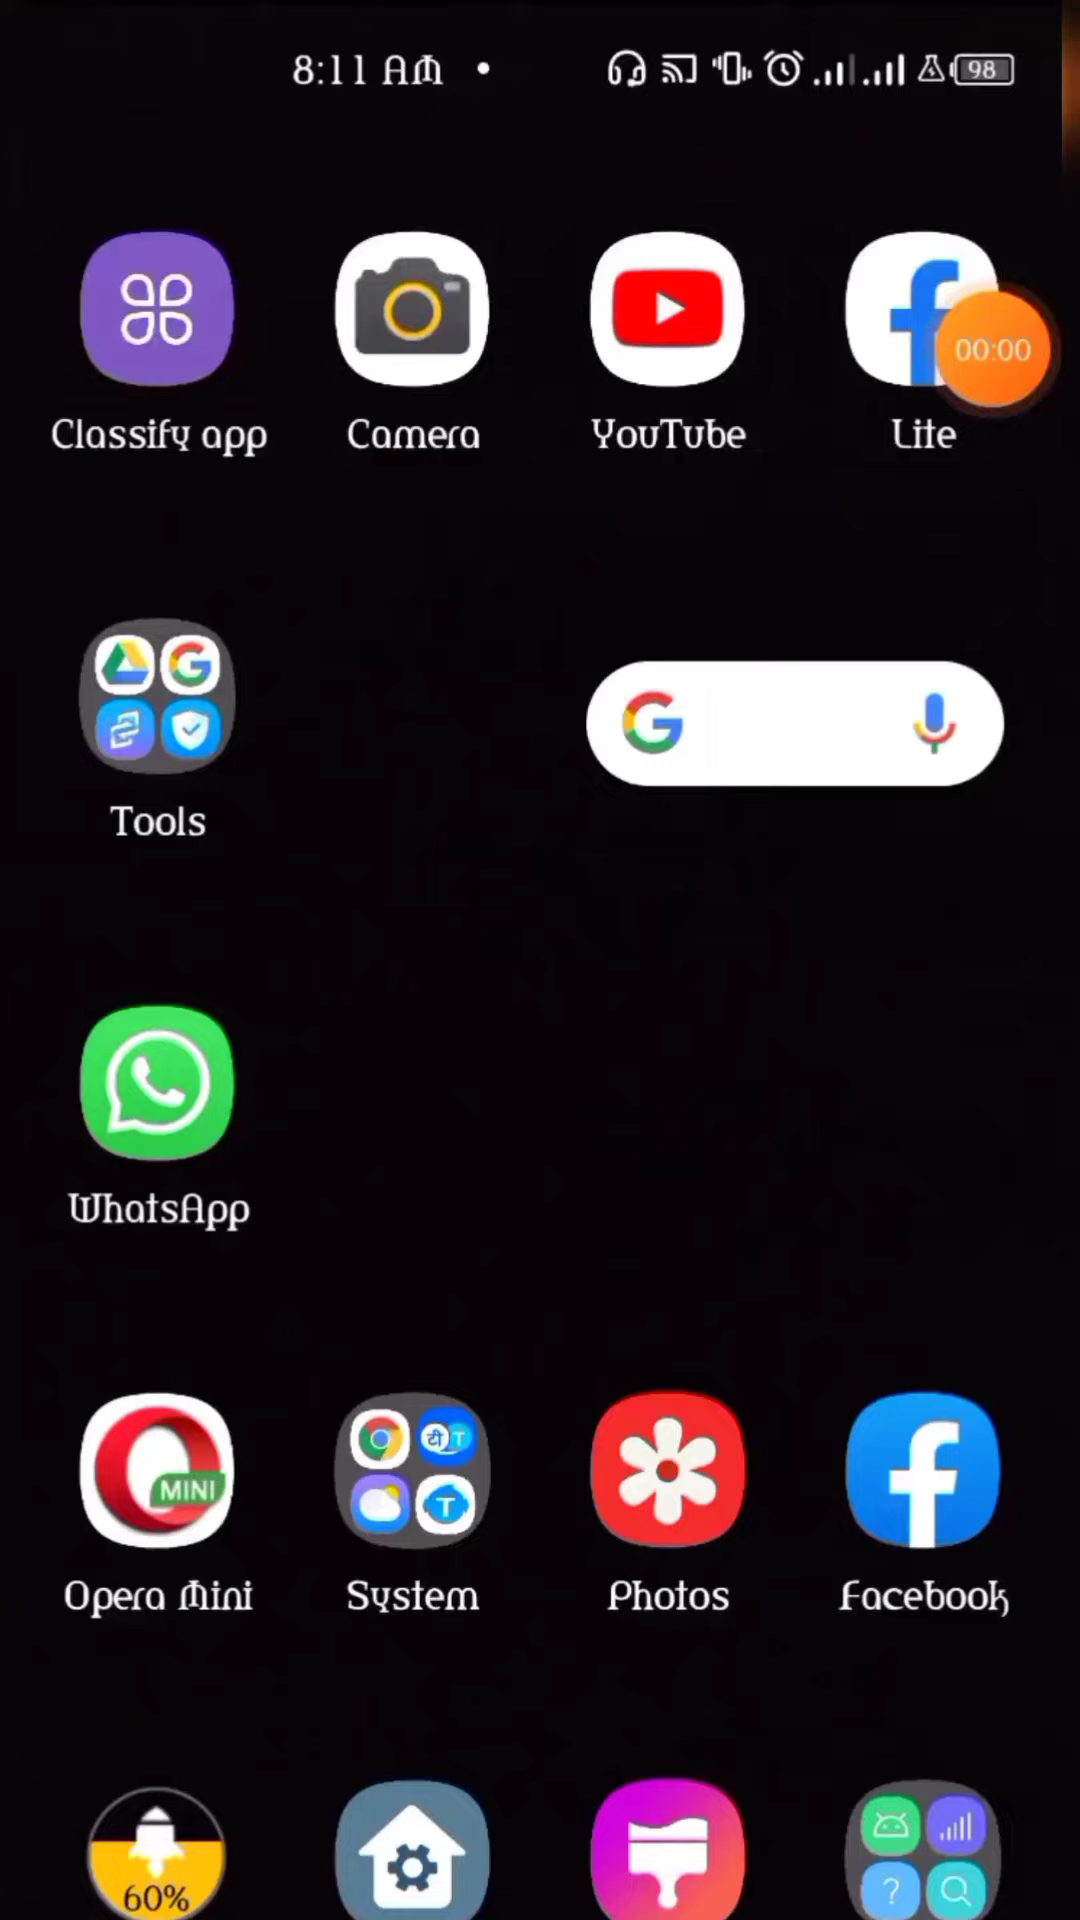 8:11 AM
98
00:00
Classify app
Camera
YouTube
Lite
Tools
WhatsApp
MINI
टी T
T
Opera Mini
System
Photos
Facebook
60%
?